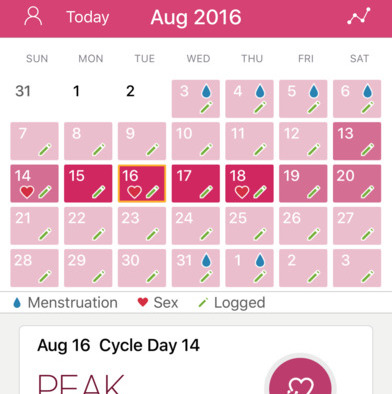 Today Aug 2016
SUN MON TUE WED THU FRI SAT
31 1 2 3 4 5 6
7 8 9 10 11 12 13
14 15 16 17 18 19 20
21 22 23 24 25 26 27
28 29 30 31 1 2 3
Menstruation Sex Logged
Aug 16 Cycle Day 14
PEAK